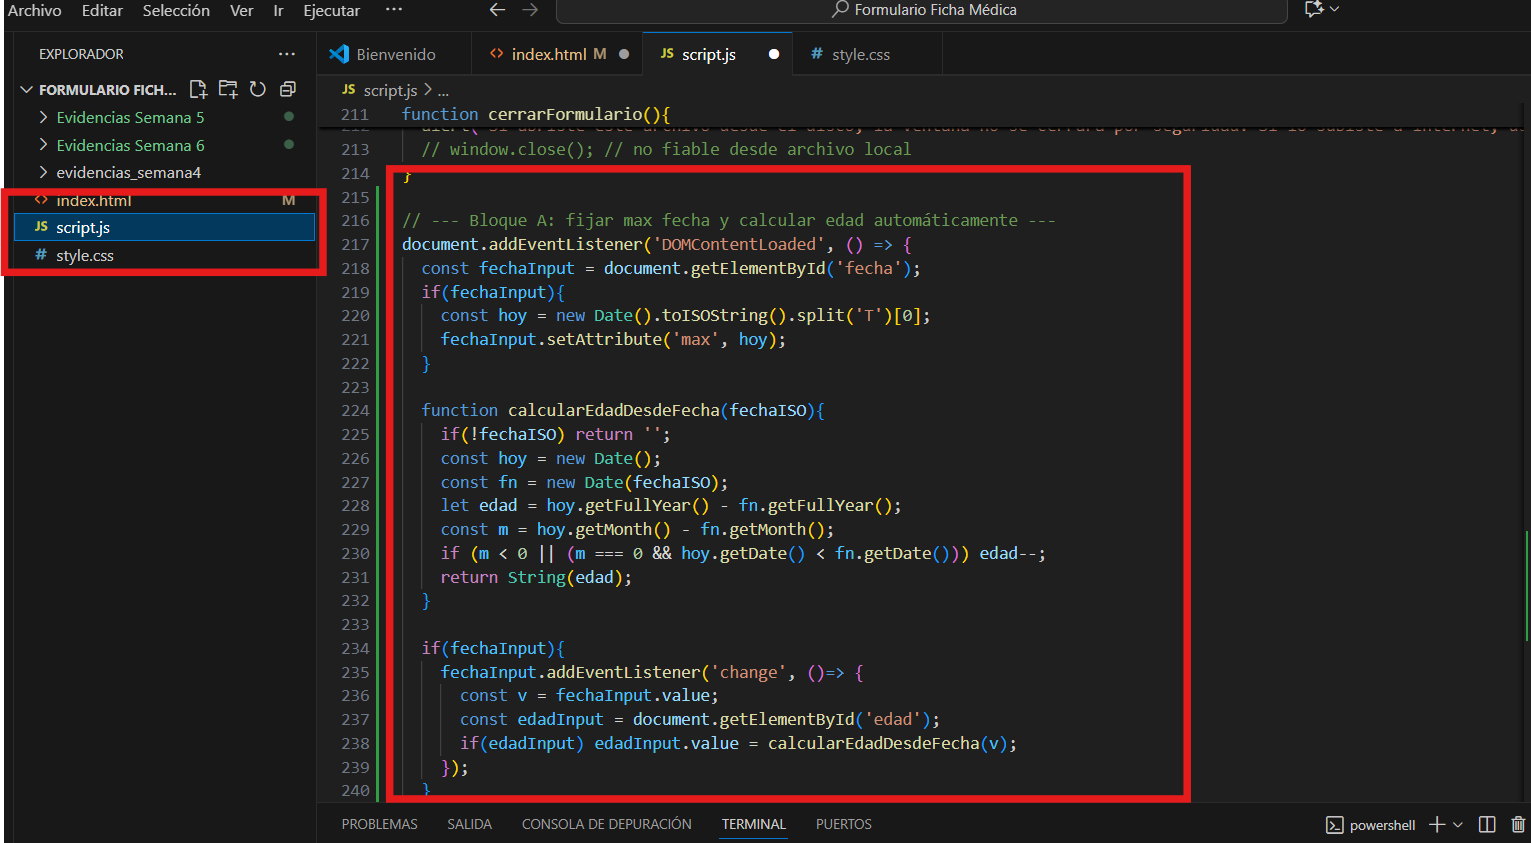 Archivo Editar Selección Ver Ir Ejecutar ··· Formulario Ficha Médica
EXPLORADOR ···
FORMULARIO FICH...
Evidencias Semana 5
Evidencias Semana 6
evidencias_semana4
<> index.html M
JS script.js
# style.css
Bienvenido <> index.html M JS script.js # style.css
JS script.js > ...
211 function cerrarFormulario(){
213 // window.close(); // no fiable desde archivo local
214 }
215
216 // --- Bloque A: fijar max fecha y calcular edad automáticamente ---
217 document.addEventListener('DOMContentLoaded', () => {
218 const fechaInput = document.getElementById('fecha');
219 if(fechaInput){
220 const hoy = new Date().toISOString().split('T')[0];
221 fechaInput.setAttribute('max', hoy);
222 }
223
224 function calcularEdadDesdeFecha(fechaISO){
225 if(!fechaISO) return '';
226 const hoy = new Date();
227 const fn = new Date(fechaISO);
228 let edad = hoy.getFullYear() - fn.getFullYear();
229 const m = hoy.getMonth() - fn.getMonth();
230 if (m < 0 || (m === 0 && hoy.getDate() < fn.getDate())) edad--;
231 return String(edad);
232 }
233
234 if(fechaInput){
235 fechaInput.addEventListener('change', ()=> {
236 const v = fechaInput.value;
237 const edadInput = document.getElementById('edad');
238 if(edadInput) edadInput.value = calcularEdadDesdeFecha(v);
239 });
240 }
PROBLEMAS SALIDA CONSOLA DE DEPURACIÓN TERMINAL PUERTOS powershell